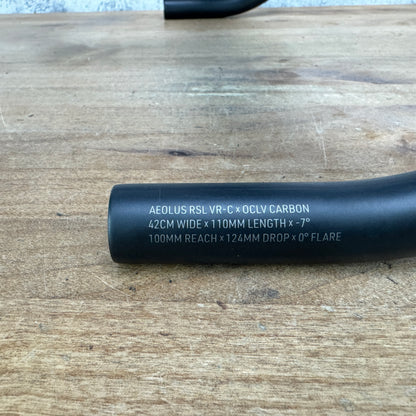 AEOLUS RSL VR-C × OCLV CARBON
42CM WIDE × 110MM LENGTH × -7°
100MM REACH × 124MM DROP × 0° FLARE